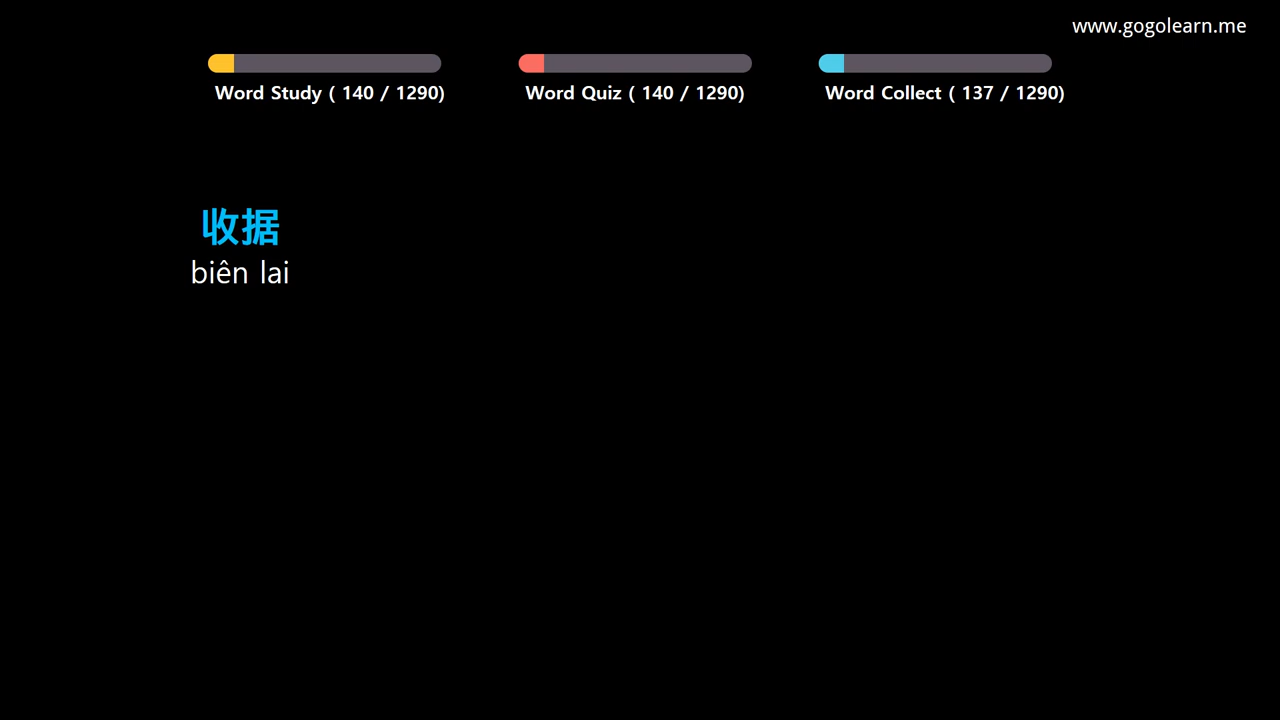 www.gogolearn.me
Word Study ( 140 / 1290)
Word Quiz ( 140 / 1290)
Word Collect ( 137 / 1290)
收据
biên lai